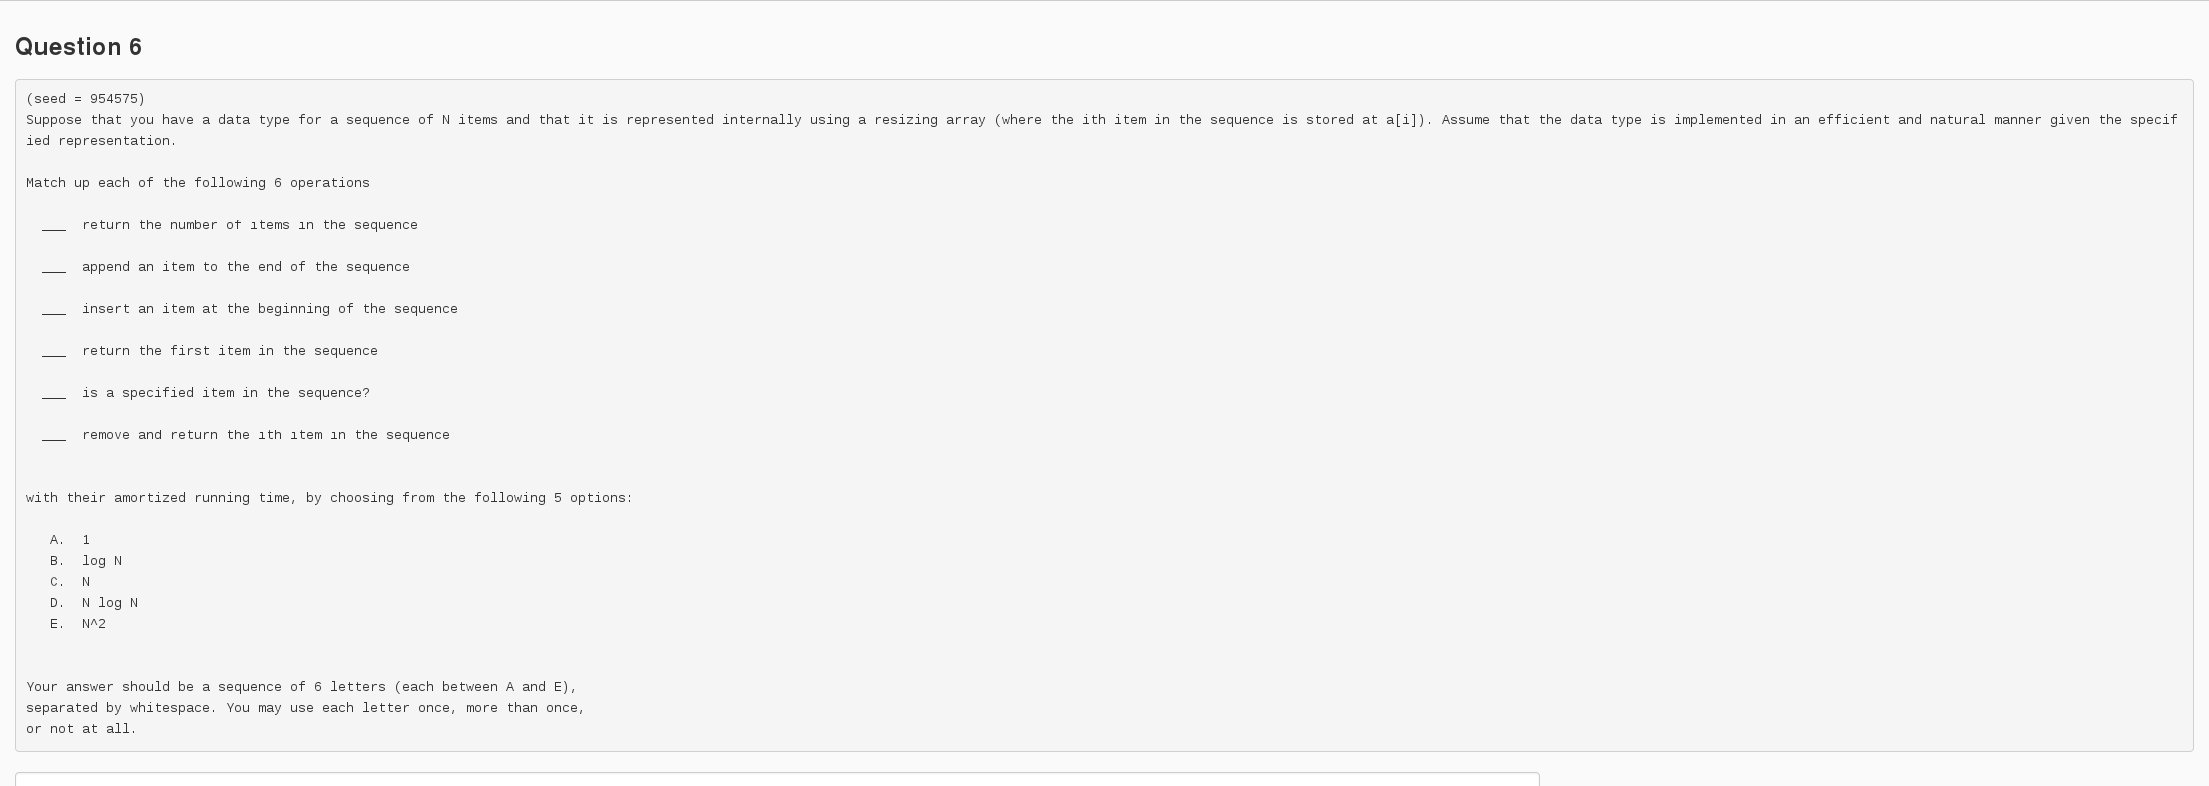 Question 6
(seed = 954575)
Suppose that you have a data type for a sequence of N items and that it is represented internally using a resizing array (where the ith item in the sequence is stored at a[i]). Assume that the data type is implemented in an efficient and natural manner given the specif
ied representation.
Match up each of the following 6 operations
___ return the number of items in the sequence
___ append an item to the end of the sequence
___ insert an item at the beginning of the sequence
___ return the first item in the sequence
___ is a specified item in the sequence?
___ remove and return the ith item in the sequence
with their amortized running time, by choosing from the following 5 options:
A. 1
B. log N
C. N
D. N log N
E. N^2
Your answer should be a sequence of 6 letters (each between A and E),
separated by whitespace. You may use each letter once, more than once,
or not at all.